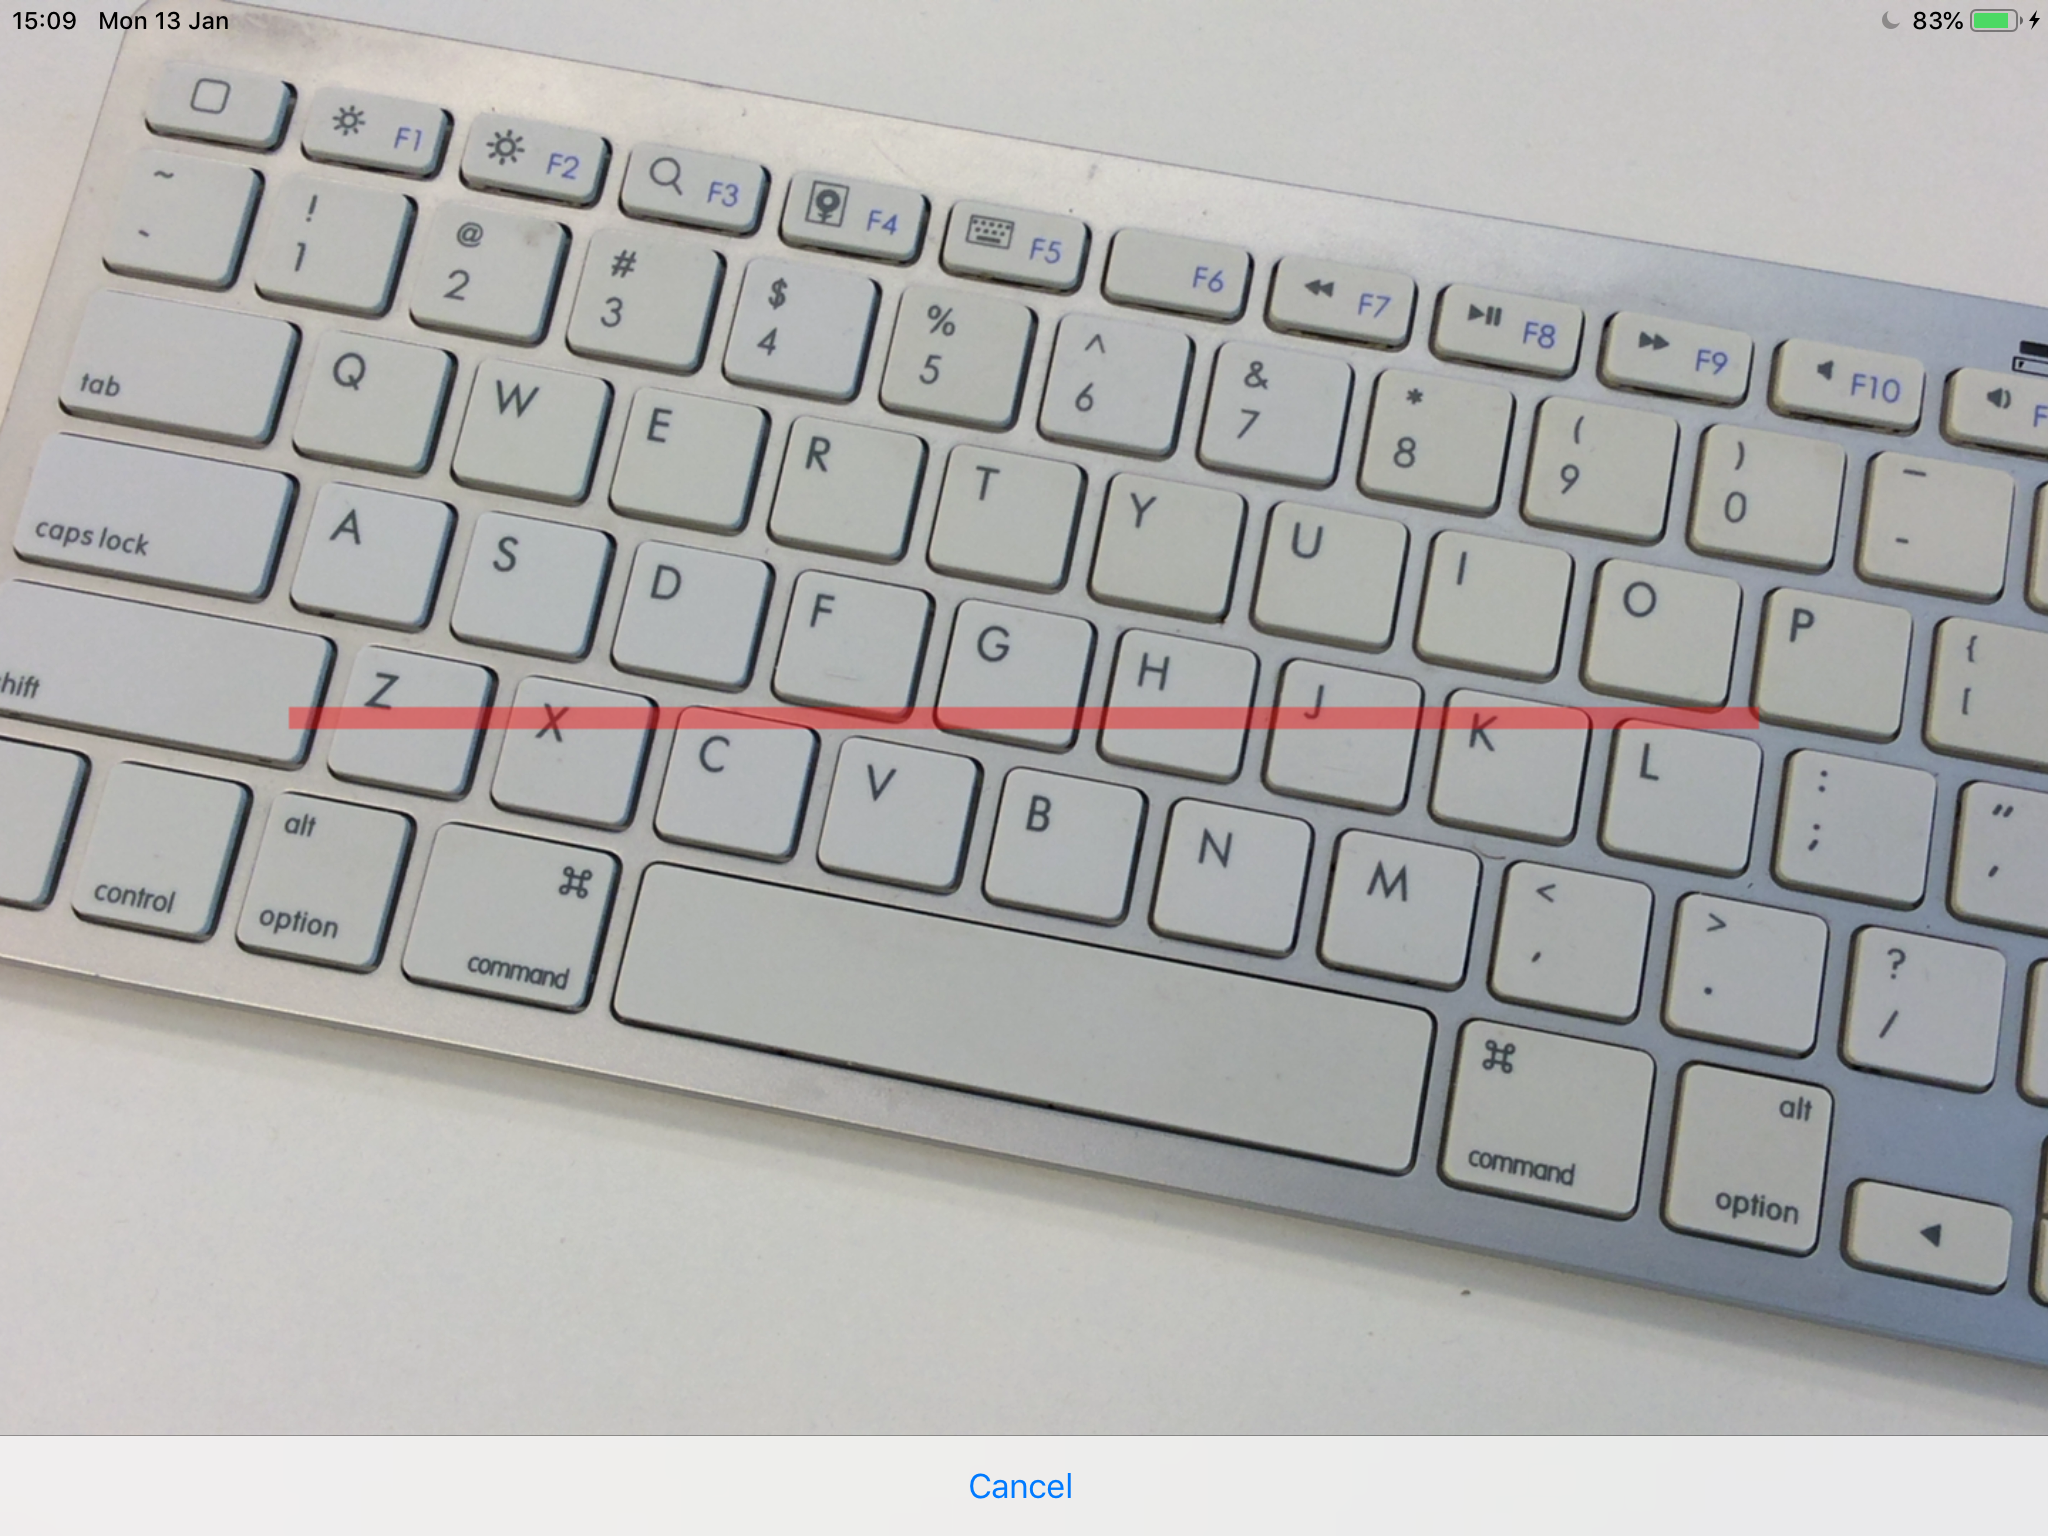 15:09 Mon 13 Jan 83%
F1 F2 F3 F4 F5 F6 F7 F8 F9 F10
~ ! @ # $ % ^ & * ( ) —
- 1 2 3 4 5 6 7 8 9 0 -
tab Q W E R T Y U I O P { [
caps lock A S D F G H J K L : ; " ,
hift Z X C V B N M < , > . ? /
control alt option ⌘ command ⌘ command alt option ◀
Cancel